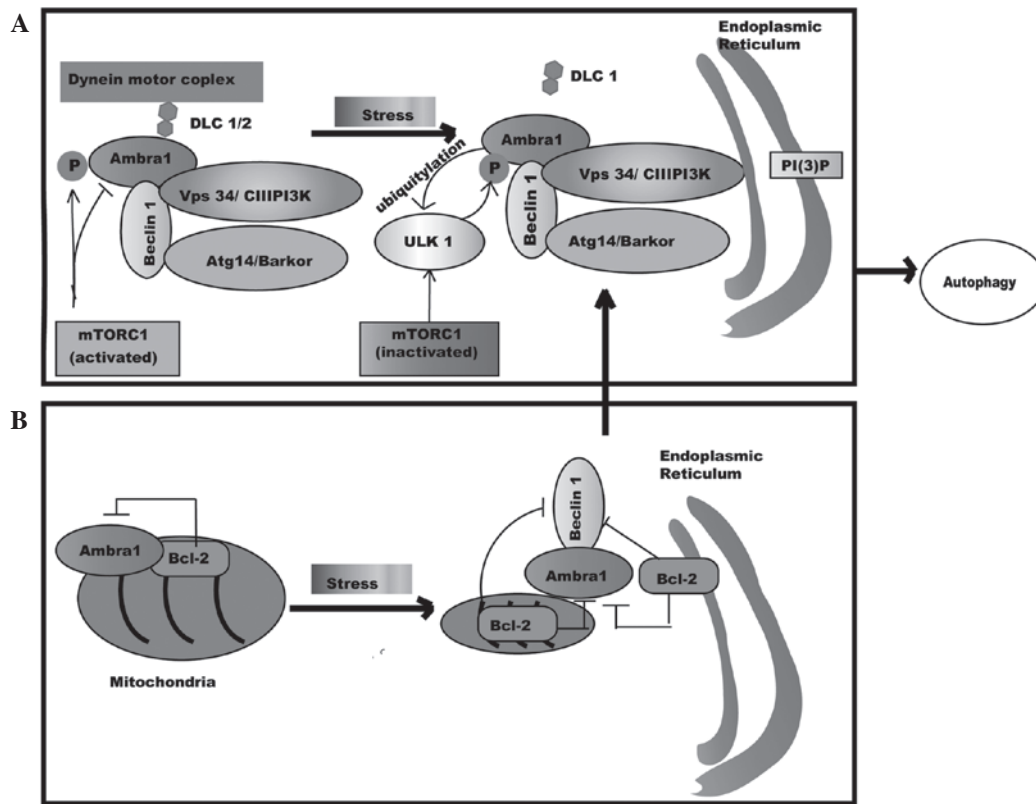 A
Endoplasmic
Reticulum
Dynein motor coplex
DLC 1/2
DLC 1
Stress
P
Ambra1
Vps 34/ CIIIPI3K
Beclin 1
Atg14/Barkor
mTORC1
(activated)
ubiquitylation
Ambra1
P
Vps 34/ CIIIPI3K
Beclin 1
Atg14/Barkor
ULK 1
mTORC1
(inactivated)
PI(3)P
Autophagy
B
Ambra1
Bcl-2
Mitochondria
Stress
Beclin 1
Ambra1
Bcl-2
Bcl-2
Endoplasmic
Reticulum